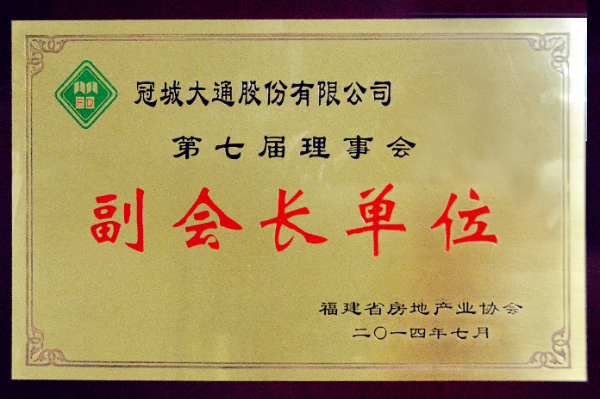 冠城大通股份有限公司
第七届理事会
副会长单位
福建省房地产业协会
二〇一四年七月